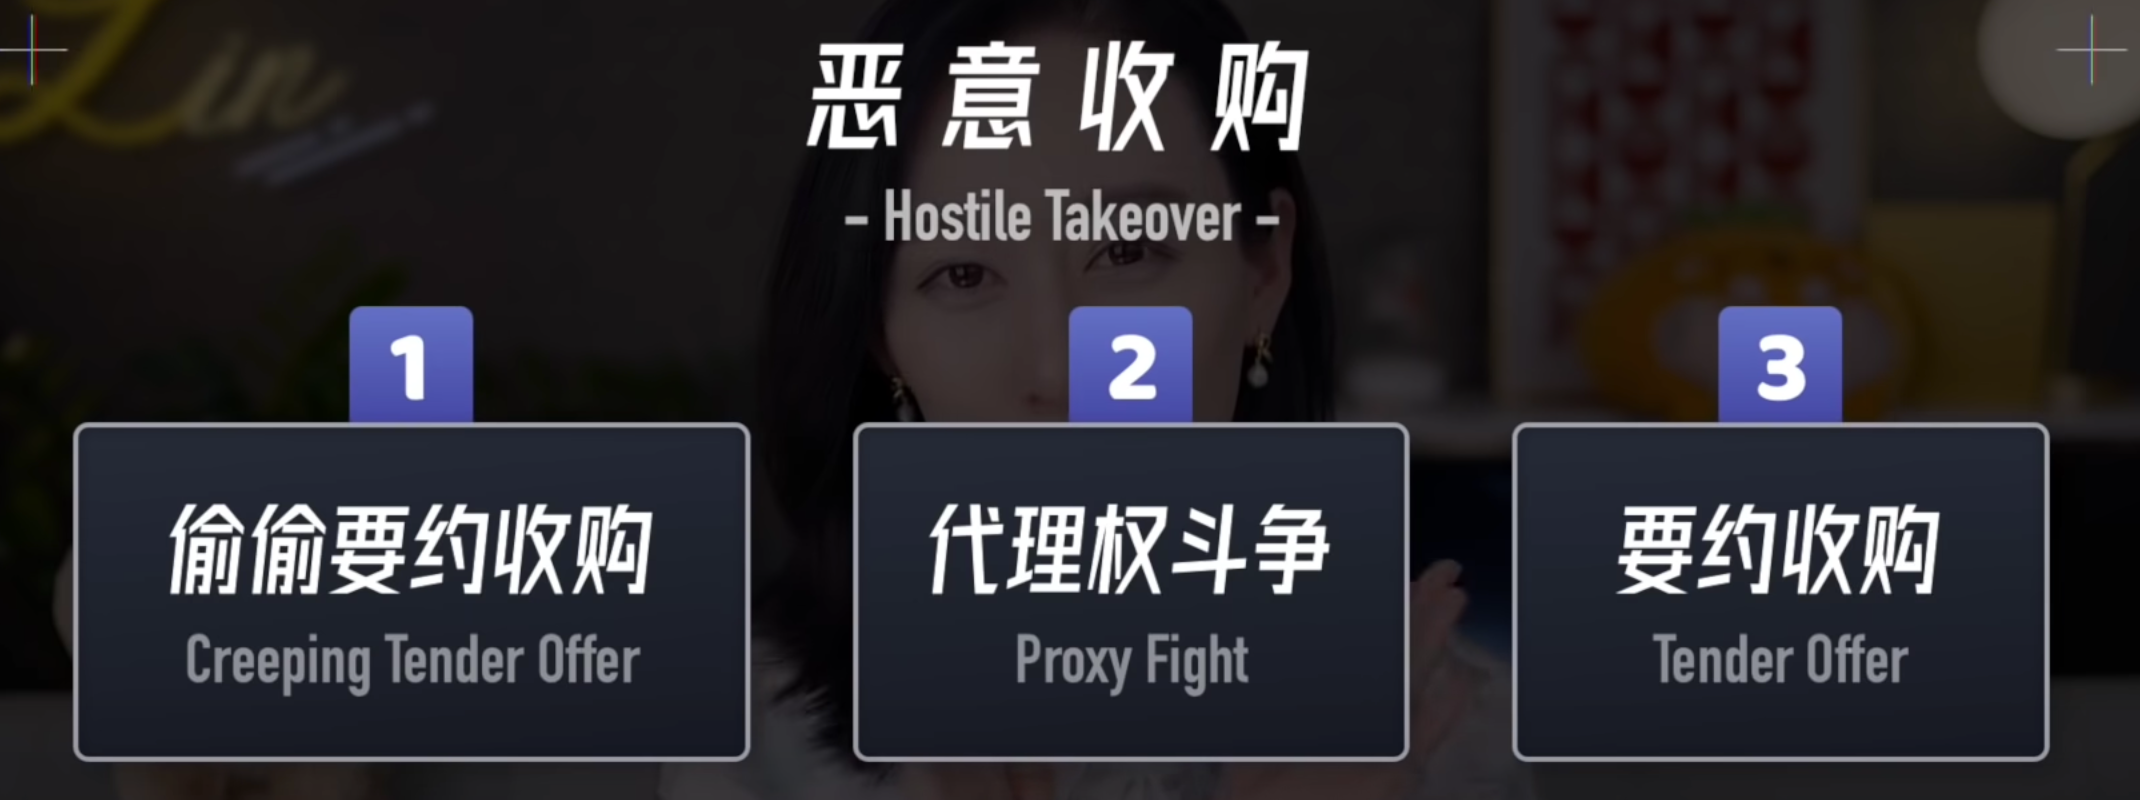 Lin
恶意收购
- Hostile Takeover -
1
2
3
偷偷要约收购
代理权斗争
要约收购
Creeping Tender Offer
Proxy Fight
Tender Offer